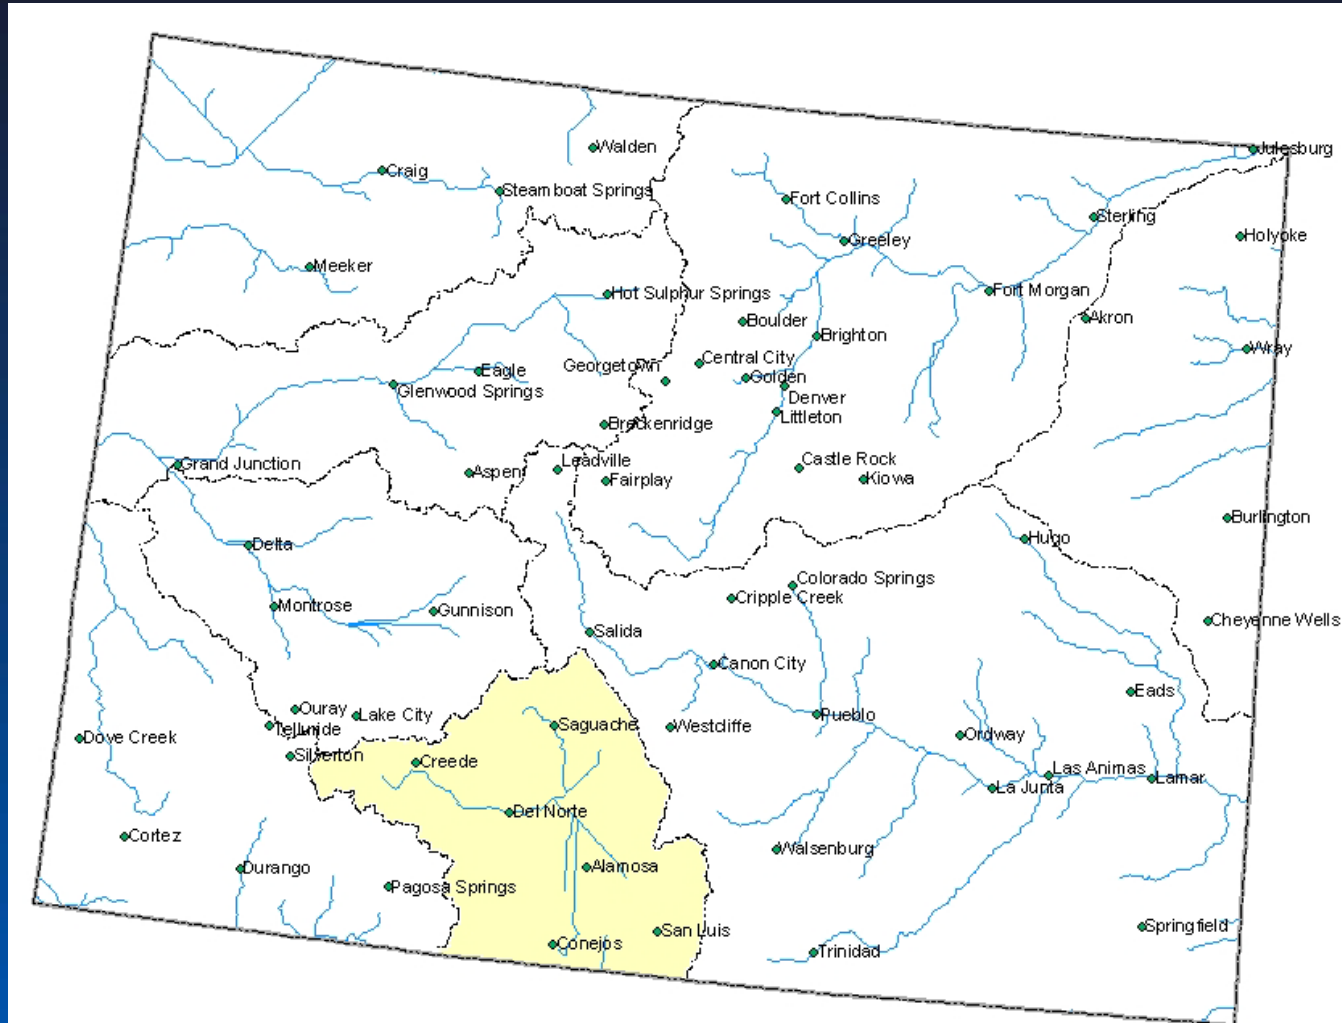 Julesburg
Walden
Craig
Steamboat Springs
Fort Collins
Sterling
Holyoke
Greeley
Meeker
Hot Sulphur Springs
Fort Morgan
Boulder
Akron
Brighton
Wray
Central City
Georgetown
Eagle
Golden
Glenwood Springs
Denver
Littleton
Breckenridge
Leadville
Castle Rock
Grand Junction
Aspen
Fairplay
Kiowa
Burlington
Delta
Hugo
Colorado Springs
Cripple Creek
Montrose
Gunnison
Cheyenne Wells
Salida
Canon City
Eads
Ouray
Lake City
Pueblo
Telluride
Saguache
Westcliffe
Dove Creek
Ordway
Silverton
Creede
Las Animas
Lamar
La Junta
Del Norte
Cortez
Walsenburg
Durango
Alamosa
Pagosa Springs
Springfield
San Luis
Conejos
Trinidad